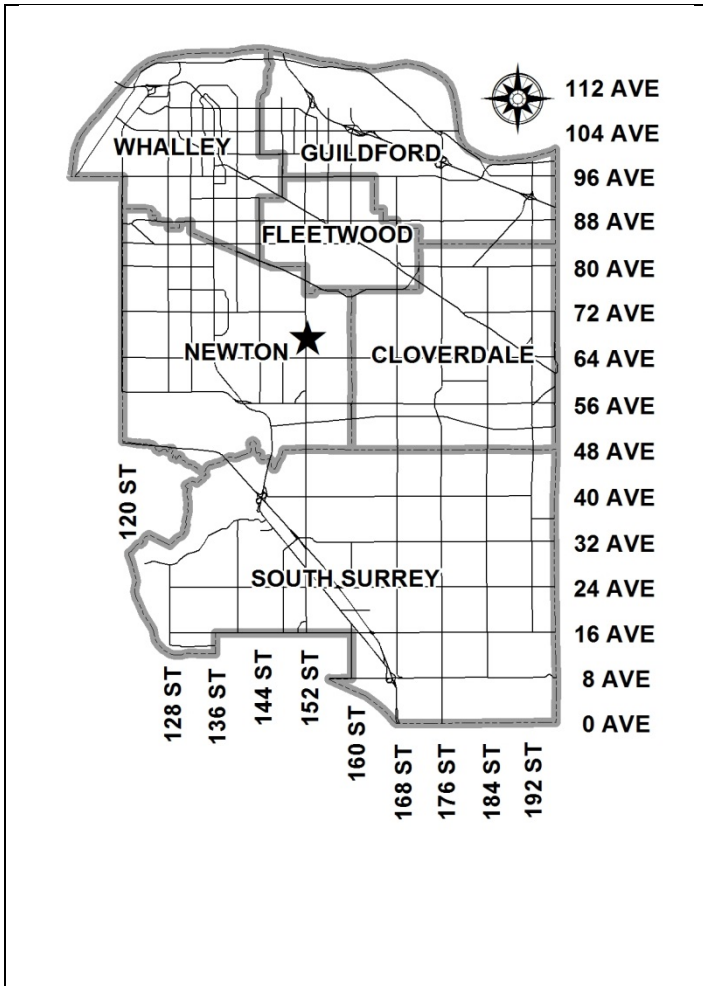 112 AVE
104 AVE
WHALLEY
GUILDFORD
96 AVE
88 AVE
FLEETWOOD
80 AVE
72 AVE
NEWTON
CLOVERDALE
64 AVE
56 AVE
48 AVE
120 ST
40 AVE
32 AVE
SOUTH SURREY
24 AVE
16 AVE
8 AVE
0 AVE
128 ST
136 ST
144 ST
152 ST
160 ST
168 ST
176 ST
184 ST
192 ST